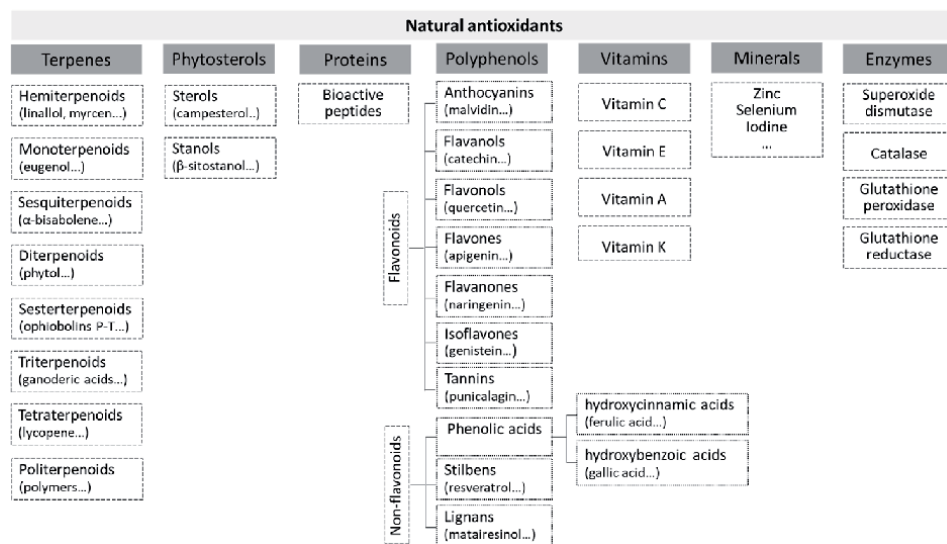 Natural antioxidants
Terpenes
Hemiterpenoids
(linallol, myrcen...)
Monoterpenoids
(eugenol...)
Sesquiterpenoids
(α-bisabolene...)
Diterpenoids
(phytol...)
Sesterterpenoids
(ophiobolins P-T...)
Triterpenoids
(ganoderic acids...)
Tetraterpenoids
(lycopene...)
Politerpenoids
(polymers...)
Phytosterols
Sterols
(campesterol..)
Stanols
(β-sitostanol...)
Proteins
Bioactive
peptides
Polyphenols
Flavonoids
Anthocyanins
(malvidin...)
Flavanols
(catechin...)
Flavonols
(quercetin...)
Flavones
(apigenin...)
Flavanones
(naringenin...)
Isoflavones
(genistein...)
Tannins
(punicalagin...)
Non-flavonoids
Phenolic acids
hydroxycinnamic acids
(ferulic acid...)
hydroxybenzoic acids
(gallic acid...)
Stilbens
(resveratrol...)
Lignans
(matairesinol...)
Vitamins
Vitamin C
Vitamin E
Vitamin A
Vitamin K
Minerals
Zinc
Selenium
Iodine
...
Enzymes
Superoxide
dismutase
Catalase
Glutathione
peroxidase
Glutathione
reductase